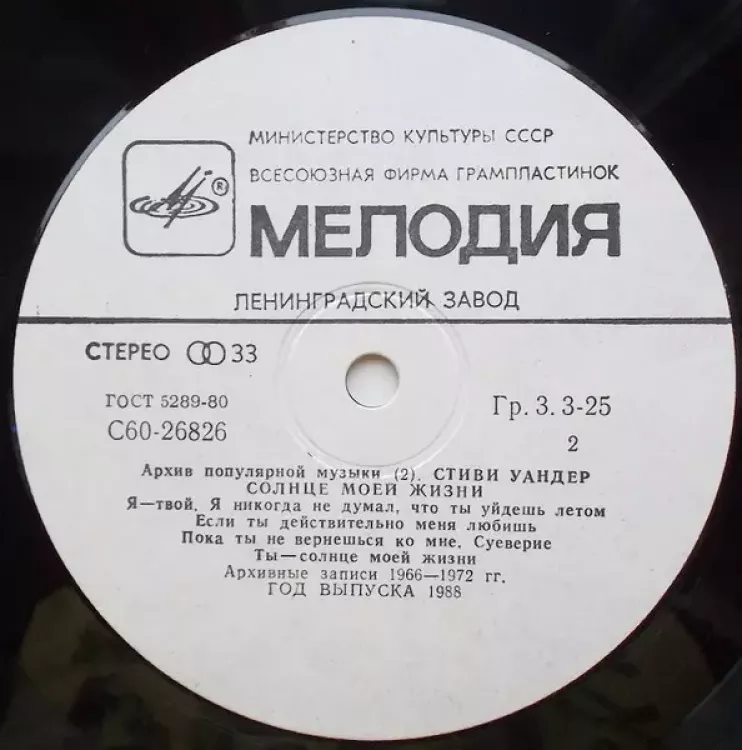 МИНИСТЕРСТВО КУЛЬТУРЫ СССР
ВСЕСОЮЗНАЯ ФИРМА ГРАМПЛАСТИНОК
®
МЕЛОДИЯ
ЛЕНИНГРАДСКИЙ ЗАВОД
СТЕРЕО 33
ГОСТ 5289-80
Гр. 3. 3-25
С60-26826
2
Архив популярной музыки (2). СТИВИ УАНДЕР
СОЛНЦЕ МОЕЙ ЖИЗНИ
Я—твой. Я никогда не думал, что ты уйдешь летом
Если ты действительно меня любишь
Пока ты не вернешься ко мне. Суеверие
Ты—солнце моей жизни
Архивные записи 1966—1972 гг.
ГОД ВЫПУСКА 1988